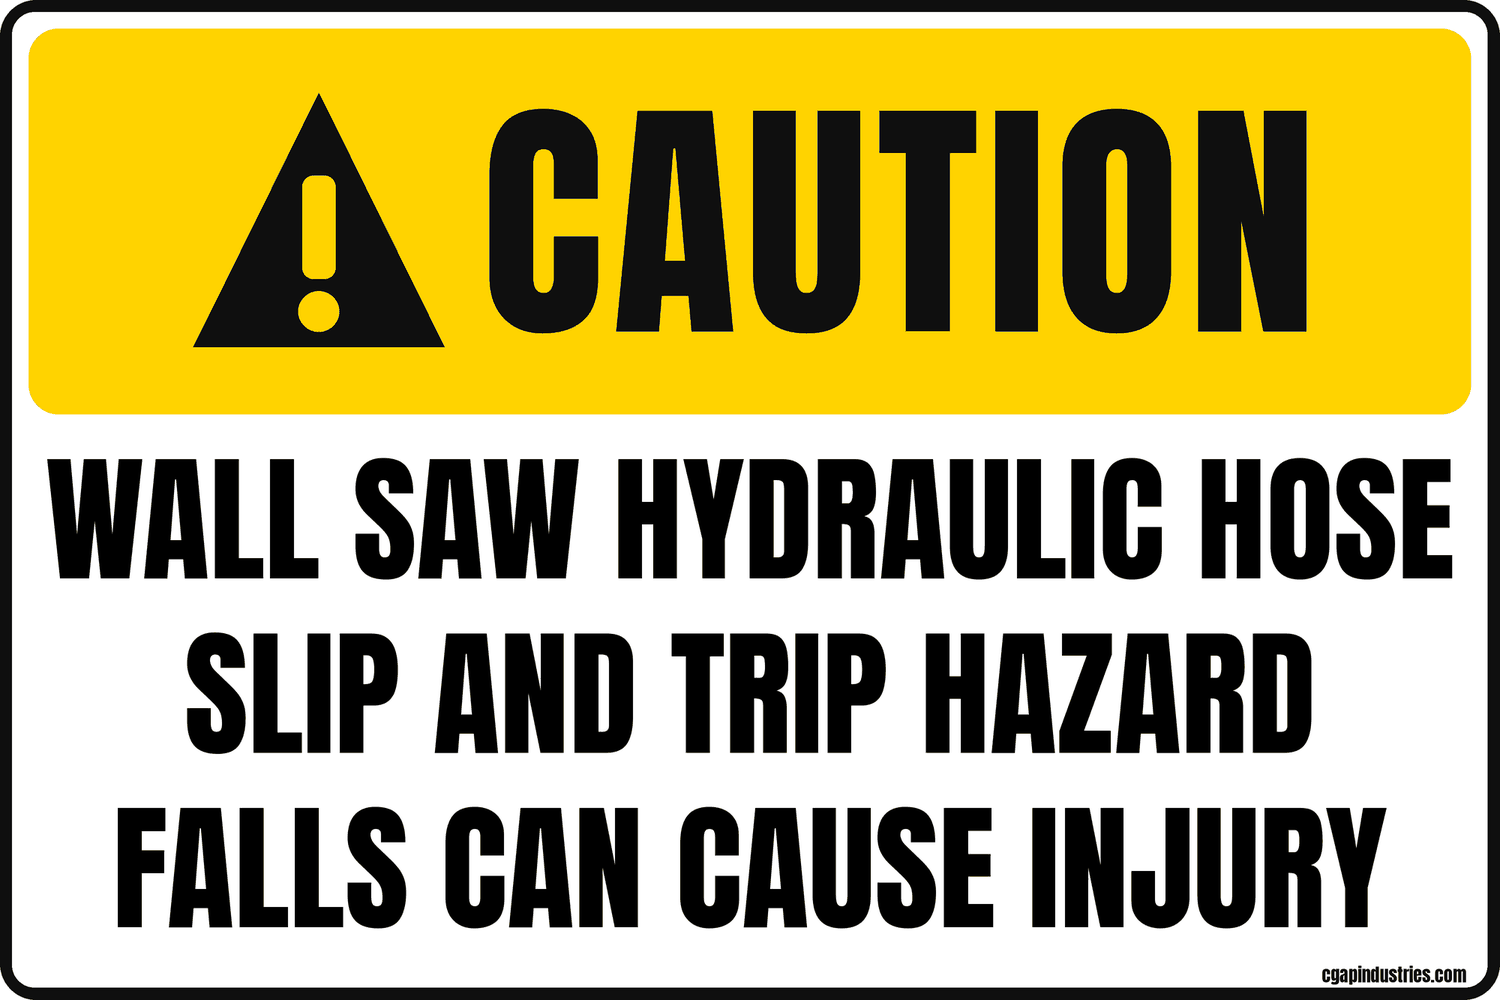 CAUTION
WALL SAW HYDRAULIC HOSE
SLIP AND TRIP HAZARD
FALLS CAN CAUSE INJURY
cgapindustries.com